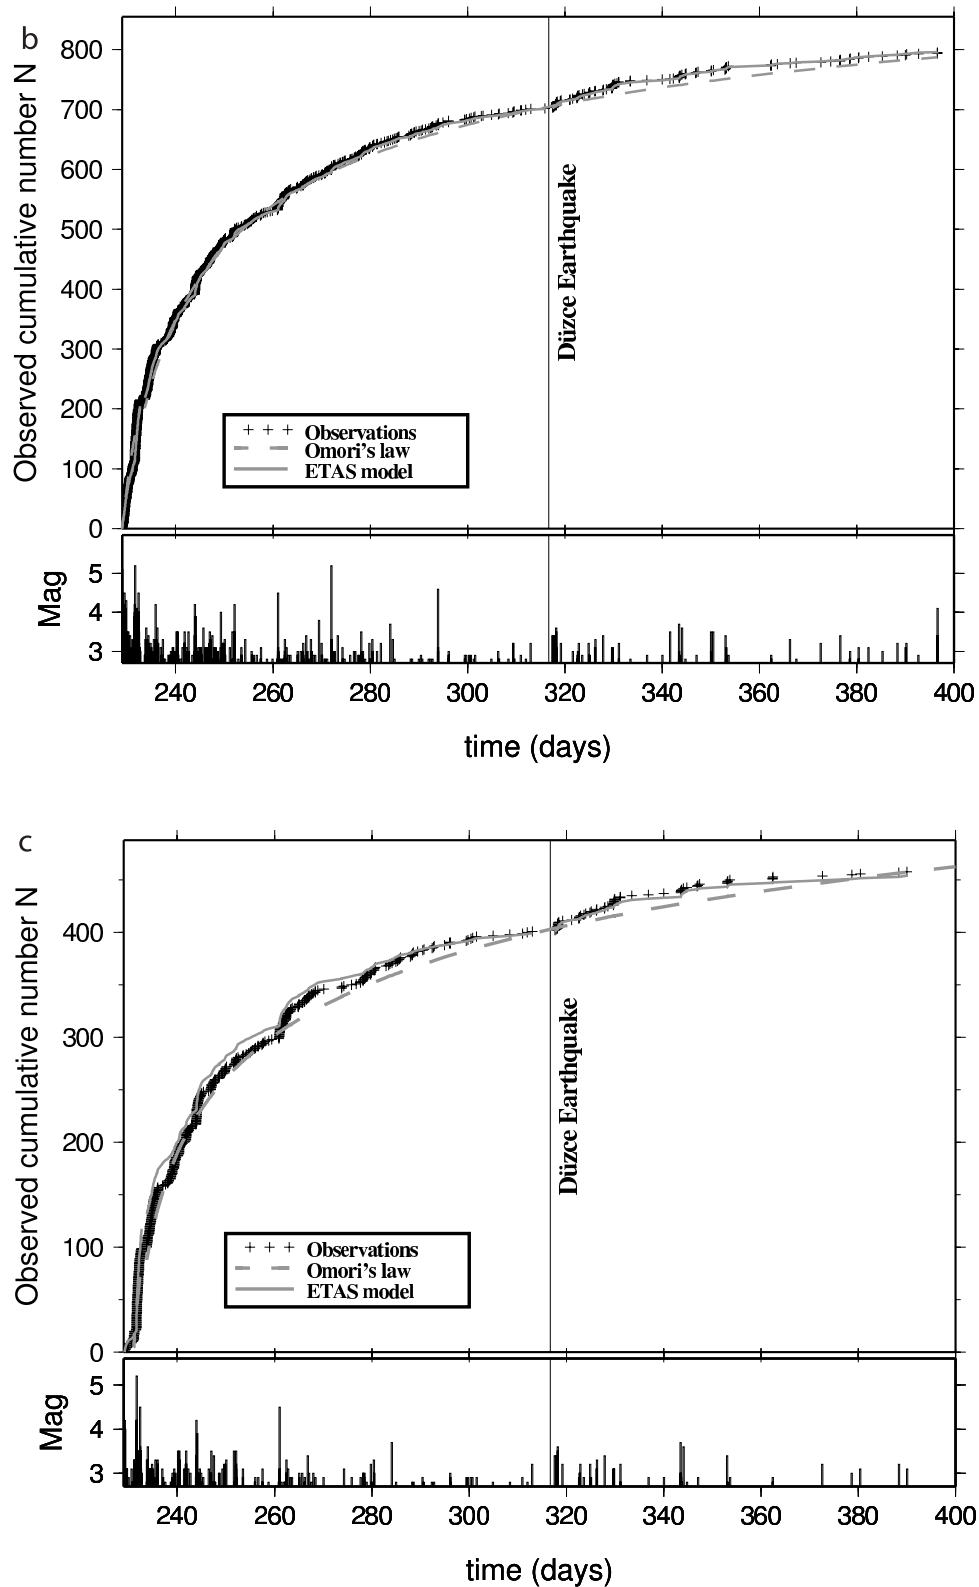 b
Observed cumulative number N
800
700
600
500
400
300
200
100
0
Düzce Earthquake
Observations
Omori's law
ETAS model
Mag
5
4
3
240 260 280 300 320 340 360 380 400
time (days)
c
Observed cumulative number N
400
300
200
100
0
Düzce Earthquake
Observations
Omori's law
ETAS model
Mag
5
4
3
240 260 280 300 320 340 360 380 400
time (days)